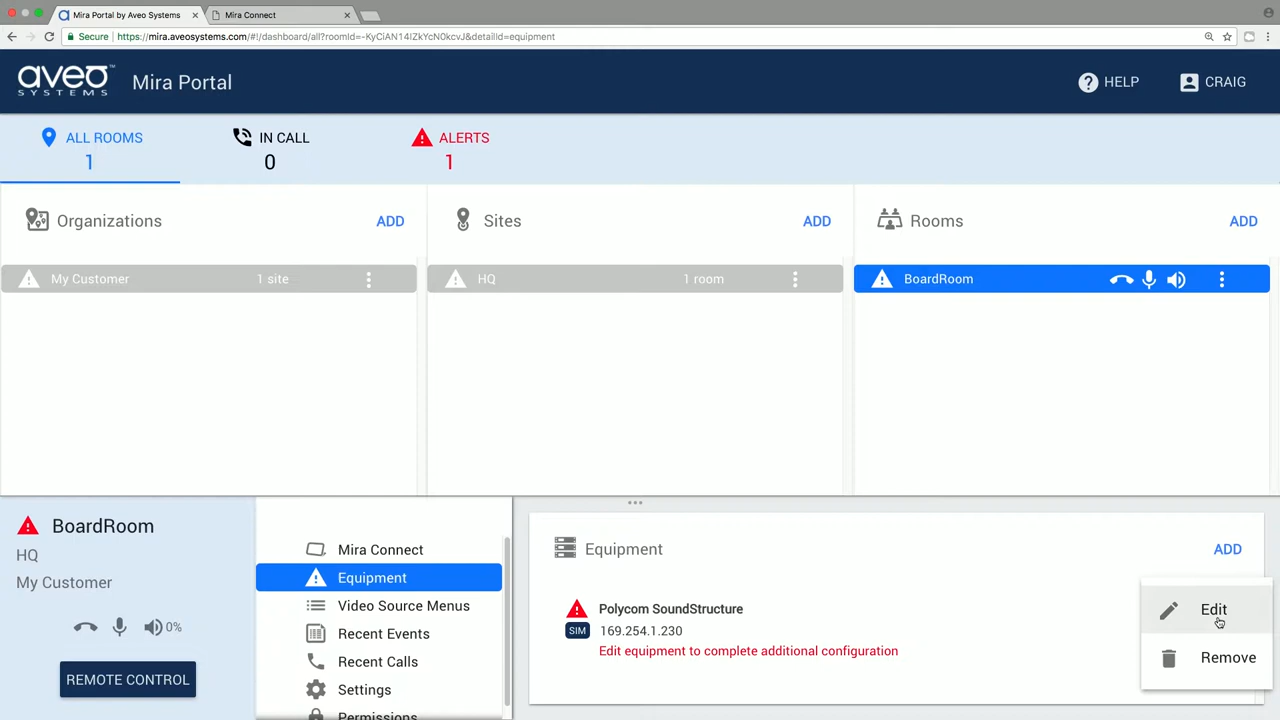 Mira Portal by Aveo Systems
Mira Connect
Secure
https://mira.aveosystems.com/#!/dashboard/all?roomId=-KyCiAN14IZkYcN0kcvJ&detailId=equipment
aveo SYSTEMS™
Mira Portal
HELP
CRAIG
ALL ROOMS
1
IN CALL
0
ALERTS
1
Organizations
ADD
Sites
ADD
Rooms
ADD
My Customer
1 site
HQ
1 room
BoardRoom
BoardRoom
HQ
My Customer
0%
REMOTE CONTROL
Mira Connect
Equipment
Video Source Menus
Recent Events
Recent Calls
Settings
Permissions
Equipment
ADD
Polycom SoundStructure
SIM
169.254.1.230
Edit equipment to complete additional configuration
Edit
Remove